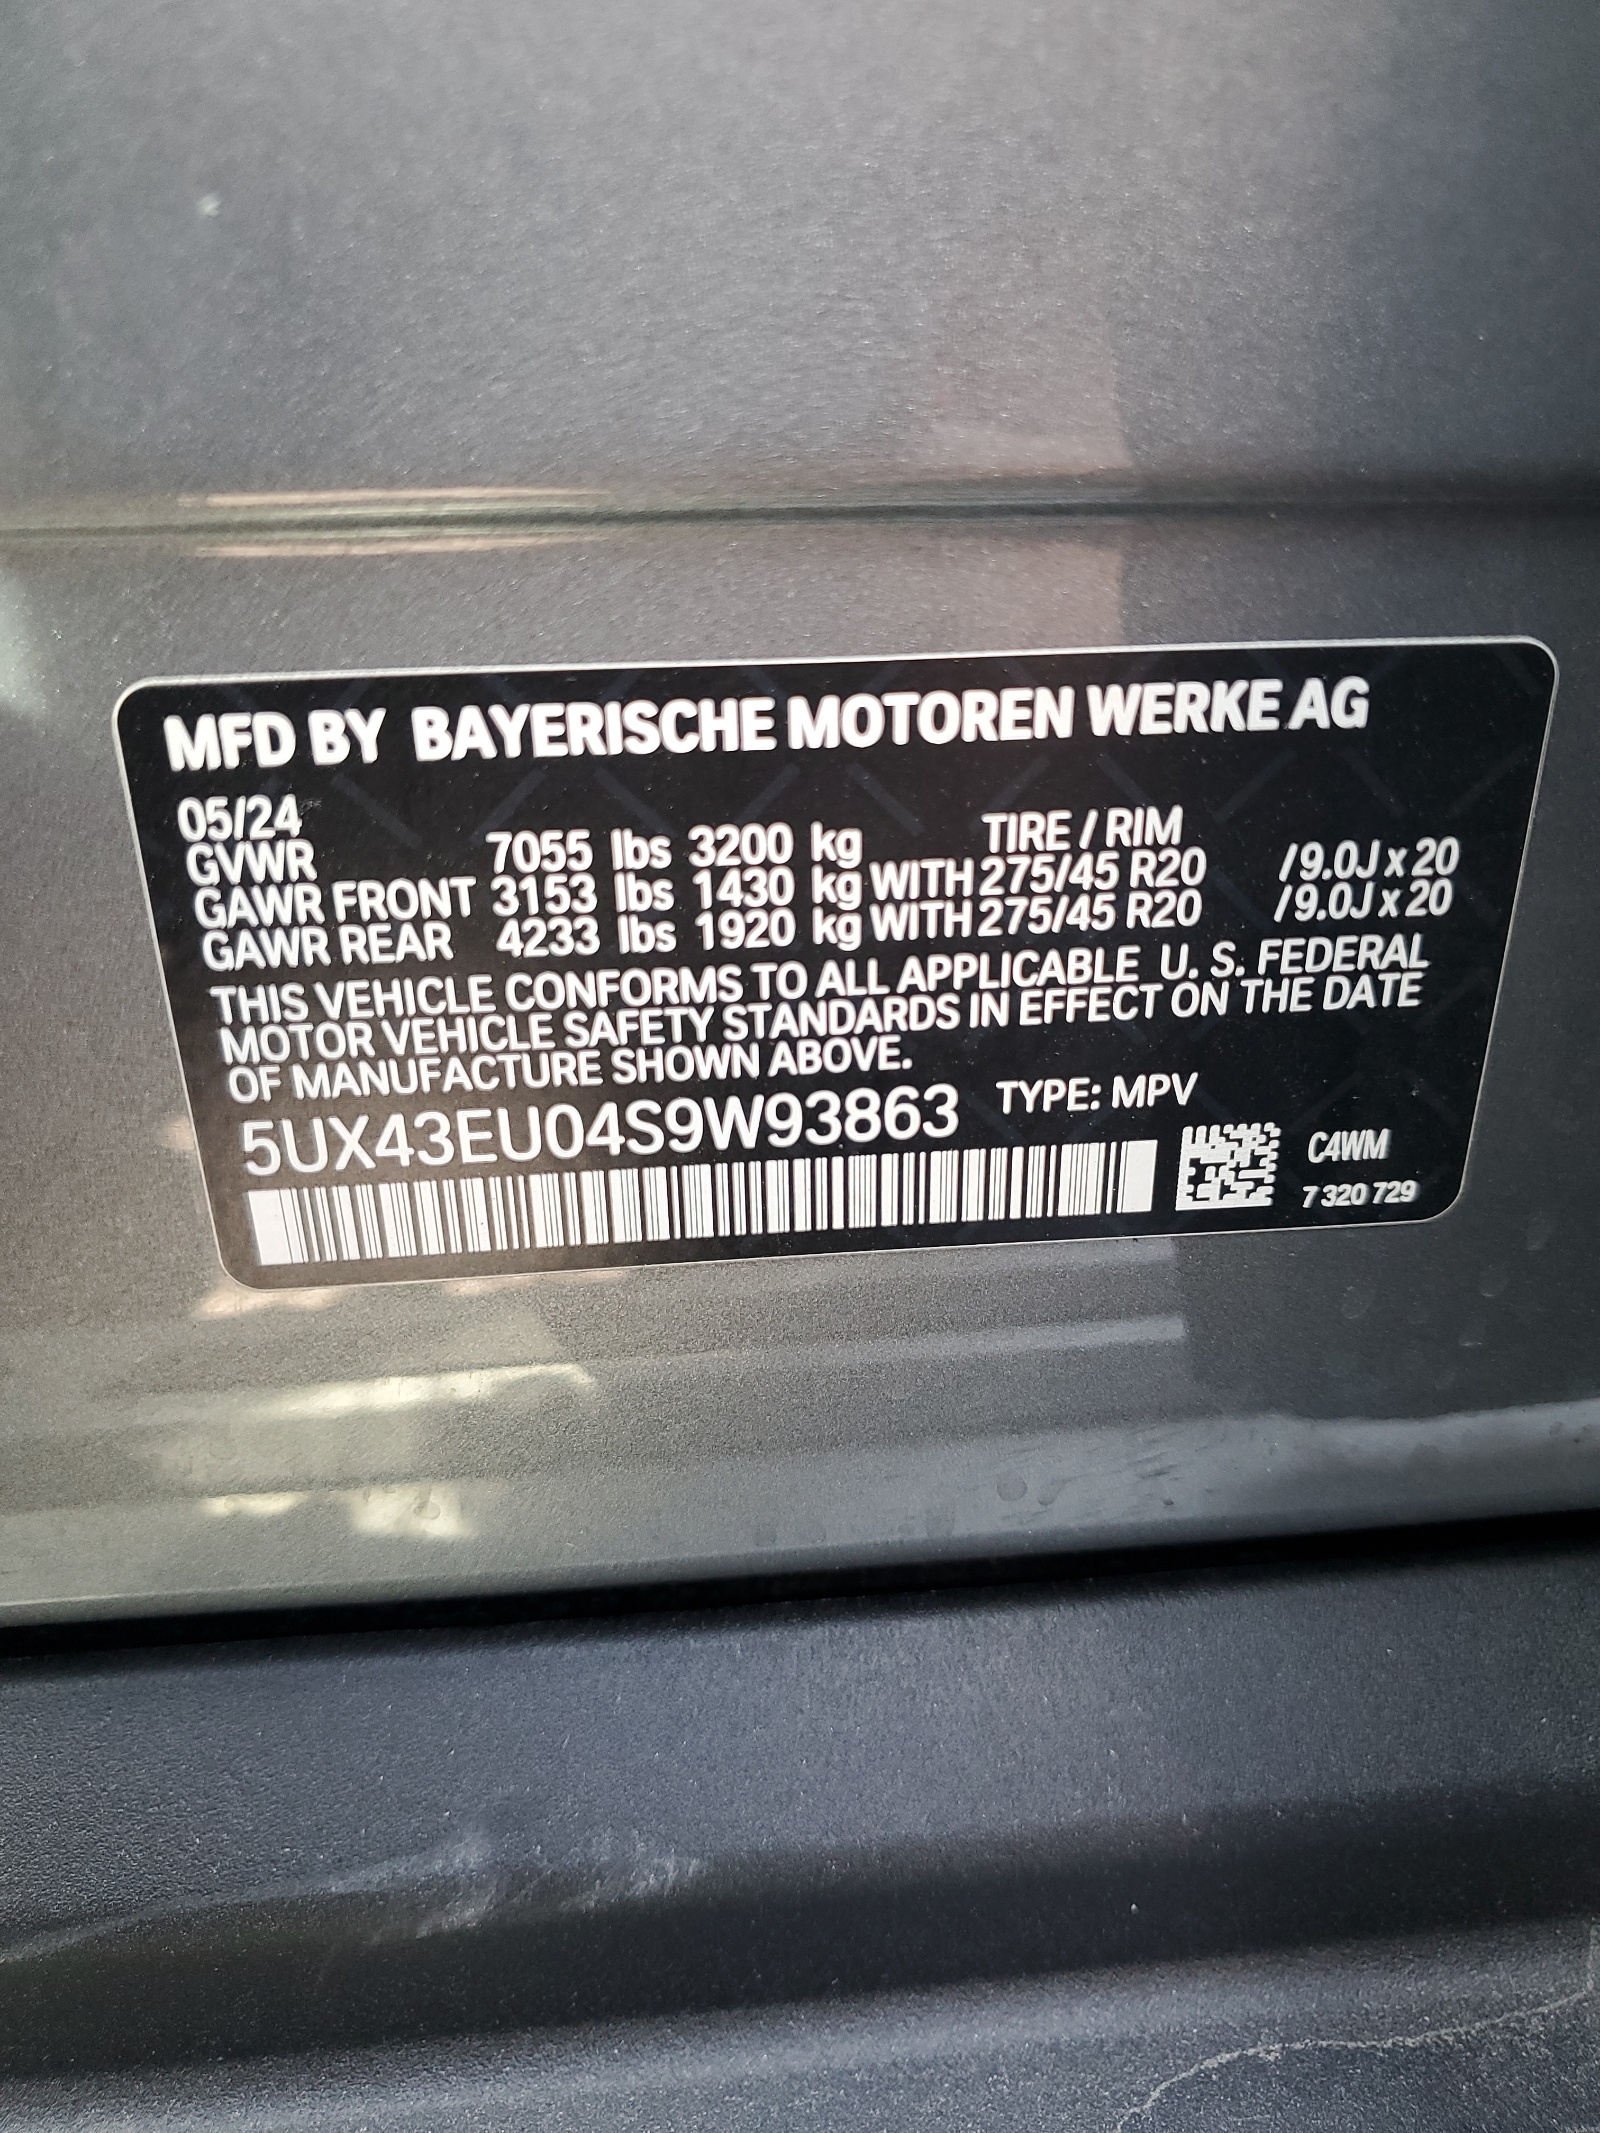 MFD BY BAYERISCHE MOTOREN WERKE AG
05/24
TIRE / RIM
GVWR 7055 lbs 3200 kg
GAWR FRONT 3153 lbs 1430 kg WITH 275/45 R20 /9.0J x 20
GAWR REAR 4233 lbs 1920 kg WITH 275/45 R20 /9.0J x 20
THIS VEHICLE CONFORMS TO ALL APPLICABLE U. S. FEDERAL
MOTOR VEHICLE SAFETY STANDARDS IN EFFECT ON THE DATE
OF MANUFACTURE SHOWN ABOVE.
5UX43EU04S9W93863 TYPE: MPV
C4WM
7 320 729